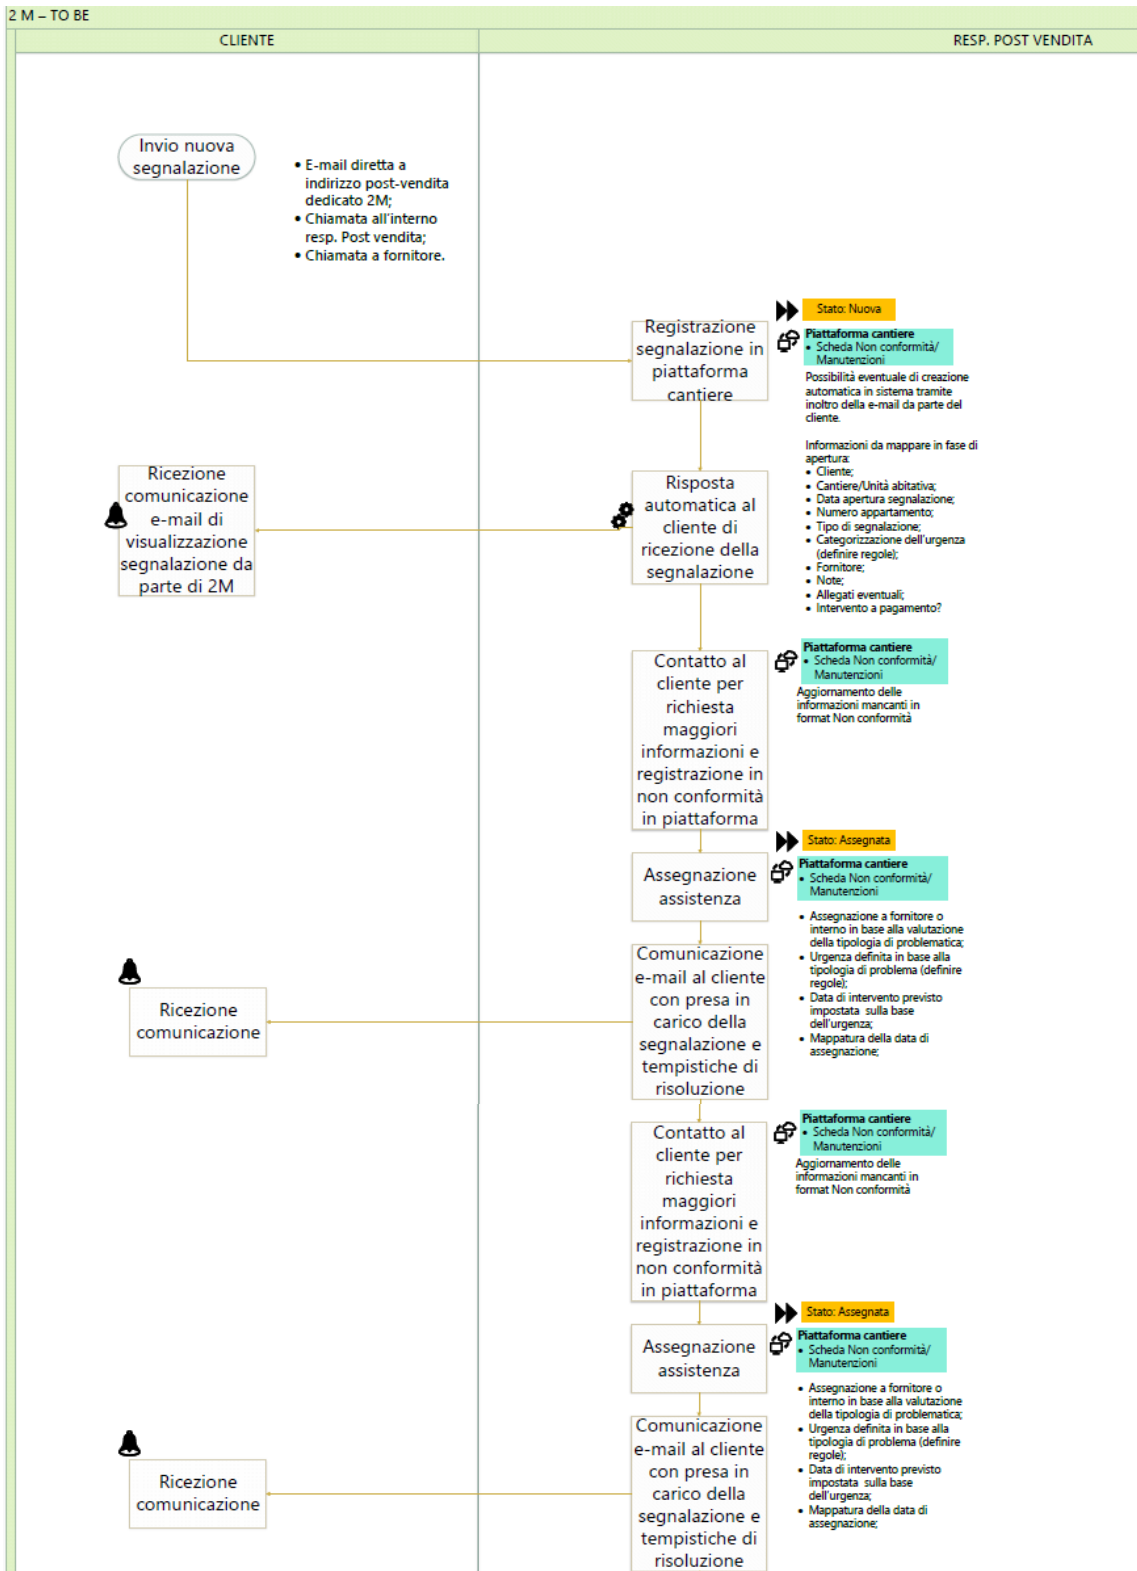 2 M – TO BE
CLIENTE
RESP. POST VENDITA
Invio nuova
segnalazione
• E-mail diretta a
indirizzo post-vendita
dedicato 2M;
• Chiamata all'interno
resp. Post vendita;
• Chiamata a fornitore.
Stato: Nuova
Registrazione
segnalazione in
piattaforma
cantiere
Piattaforma cantiere
• Scheda Non conformità/
Manutenzioni
Possibilità eventuale di creazione
automatica in sistema tramite
inoltro della e-mail da parte del
cliente.
Informazioni da mappare in fase di
apertura:
• Cliente;
• Cantiere/Unità abitativa;
• Data apertura segnalazione;
• Numero appartamento;
• Tipo di segnalazione;
• Categorizzazione dell'urgenza
(definire regole);
• Fornitore;
• Note;
• Allegati eventuali;
• Intervento a pagamento?
Ricezione
comunicazione
e-mail di
visualizzazione
segnalazione da
parte di 2M
Risposta
automatica al
cliente di
ricezione della
segnalazione
Contatto al
cliente per
richiesta
maggiori
informazioni e
registrazione in
non conformità
in piattaforma
Piattaforma cantiere
• Scheda Non conformità/
Manutenzioni
Aggiornamento delle
informazioni mancanti in
format Non conformità
Stato: Assegnata
Assegnazione
assistenza
Piattaforma cantiere
• Scheda Non conformità/
Manutenzioni
• Assegnazione a fornitore o
interno in base alla valutazione
della tipologia di problematica;
• Urgenza definita in base alla
tipologia di problema (definire
regole);
• Data di intervento previsto
impostata sulla base
dell'urgenza;
• Mappatura della data di
assegnazione;
Ricezione
comunicazione
Comunicazione
e-mail al cliente
con presa in
carico della
segnalazione e
tempistiche di
risoluzione
Contatto al
cliente per
richiesta
maggiori
informazioni e
registrazione in
non conformità
in piattaforma
Piattaforma cantiere
• Scheda Non conformità/
Manutenzioni
Aggiornamento delle
informazioni mancanti in
format Non conformità
Stato: Assegnata
Assegnazione
assistenza
Piattaforma cantiere
• Scheda Non conformità/
Manutenzioni
• Assegnazione a fornitore o
interno in base alla valutazione
della tipologia di problematica;
• Urgenza definita in base alla
tipologia di problema (definire
regole);
• Data di intervento previsto
impostata sulla base
dell'urgenza;
• Mappatura della data di
assegnazione;
Ricezione
comunicazione
Comunicazione
e-mail al cliente
con presa in
carico della
segnalazione e
tempistiche di
risoluzione